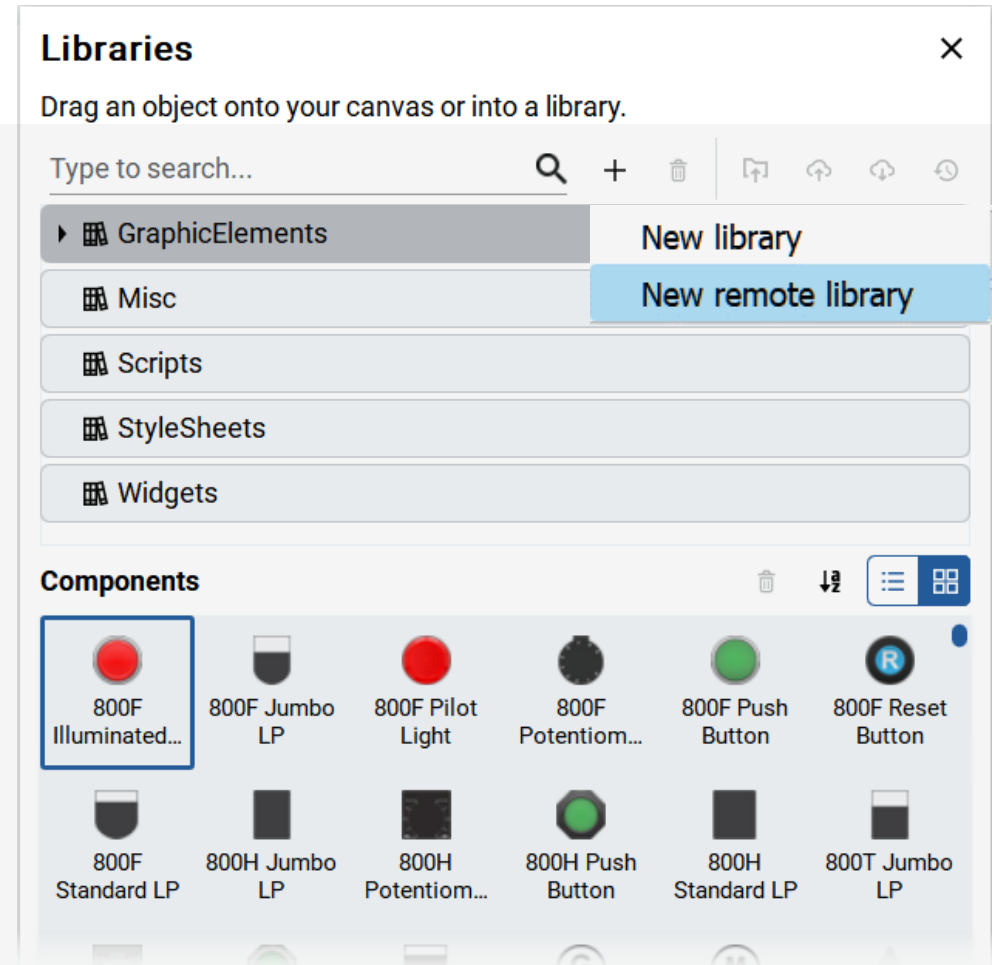 Libraries
Drag an object onto your canvas or into a library.
Type to search...
GraphicElements
New library
Misc
New remote library
Scripts
StyleSheets
Widgets
Components
800F Illuminated...
800F Jumbo LP
800F Pilot Light
800F Potentiom...
800F Push Button
R
800F Reset Button
800F Standard LP
800H Jumbo LP
800H Potentiom...
800H Push Button
800H Standard LP
800T Jumbo LP